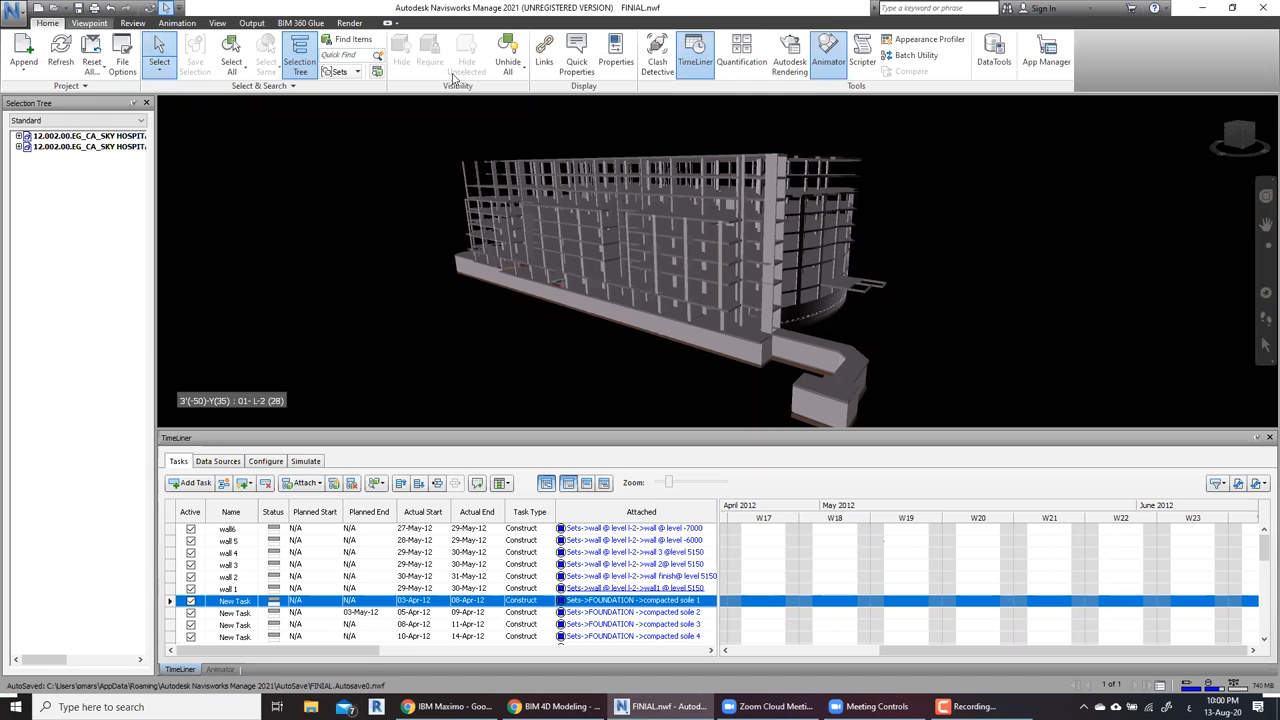 Autodesk Navisworks Manage 2021 (UNREGISTERED VERSION) FINIAL.nwf
Type a keyword or phrase
Sign In
Home Viewpoint Review Animation View Output BIM 360 Glue Render
Append
Refresh
Reset... All...
File Options
Select
Save Selection
Select All
Select Same
Selection Tree
Find Items
Quick Find
Sets
Hide
Require
Hide Unselected
Unhide All
Links
Quick Properties
Properties
Clash Detective
TimeLiner
Quantification
Autodesk Rendering
Animator
Scripter
Appearance Profiler
Batch Utility
Compare
DataTools
App Manager
Project Select & Search Visibility Display Tools
Selection Tree
Standard
12.002.00.EG_CA_SKY HOSPIT
12.002.00.EG_CA_SKY HOSPIT
3'(-50)-Y(35) : 01- L-2 (28)
TimeLiner
Tasks Data Sources Configure Simulate
Add Task Attach Zoom:
Active Name Status Planned Start Planned End Actual Start Actual End Task Type Attached
April 2012 May 2012 June 2012
W17 W18 W19 W20 W21 W22 W23
wall6 N/A N/A 27-May-12 29-May-12 Construct Sets->wall @ level l-2->wall @ level -7000
wall 5 N/A N/A 28-May-12 29-May-12 Construct Sets->wall @ level l-2->wall @ level -6000
wall 4 N/A N/A 29-May-12 30-May-12 Construct Sets->wall @ level l-2->wall 3 @level 5150
wall 3 N/A N/A 29-May-12 30-May-12 Construct Sets->wall @ level l-2->wall 2@ level 5150
wall 2 N/A N/A 30-May-12 31-May-12 Construct Sets->wall @ level l-2->wall finish@ level 5150
wall 1 N/A N/A 29-May-12 30-May-12 Construct Sets->wall @ level l-2->wall1 @ level 5150
New Task N/A N/A 03-Apr-12 08-Apr-12 Construct Sets->FOUNDATION ->compacted soile 1
New Task N/A 03-May-12 05-Apr-12 09-Apr-12 Construct Sets->FOUNDATION ->compacted soile 2
New Task N/A N/A 08-Apr-12 11-Apr-12 Construct Sets->FOUNDATION ->compacted soile 3
New Task N/A N/A 10-Apr-12 14-Apr-12 Construct Sets->FOUNDATION ->compacted soile 4
TimeLiner Animator
AutoSaved: C:\Users\pmars\AppData\Roaming\Autodesk Navisworks Manage 2021\AutoSave\FINIAL.Autosave0.nwf
1 of 1
740 MB
Type here to search
IBM Maximo - Goo...
BIM 4D Modeling - ...
FINIAL.nwf - Autod...
Zoom Cloud Meeti...
Meeting Controls
Recording...
10:00 PM
13-Aug-20